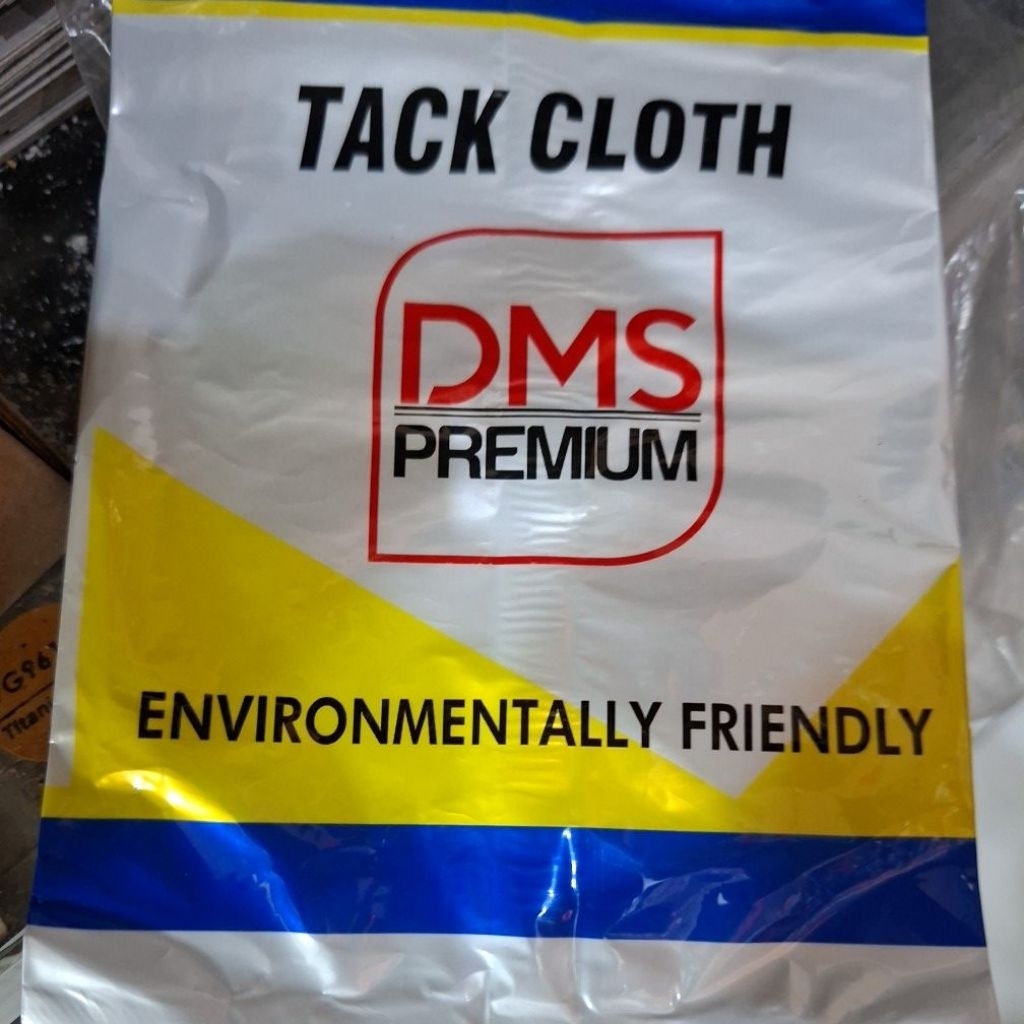 TACK CLOTH
DMS
PREMIUM
ENVIRONMENTALLY FRIENDLY